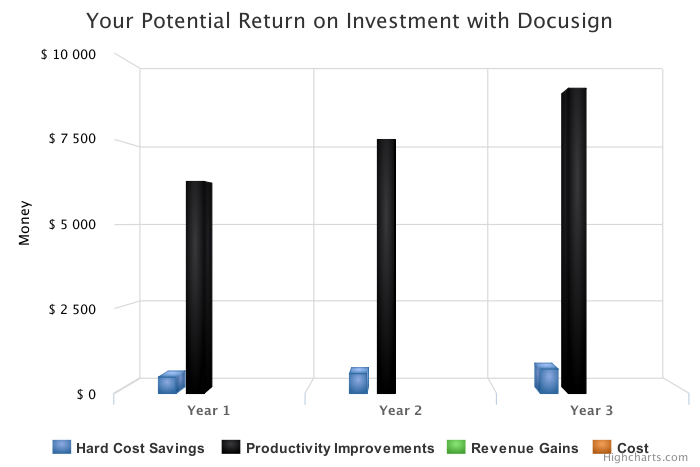 Your Potential Return on Investment with Docusign
$ 10 000
$ 7 500
$ 5 000
$ 2 500
$ 0
Money
Year 1
Year 2
Year 3
Hard Cost Savings
Productivity Improvements
Revenue Gains
Cost
Highcharts.com